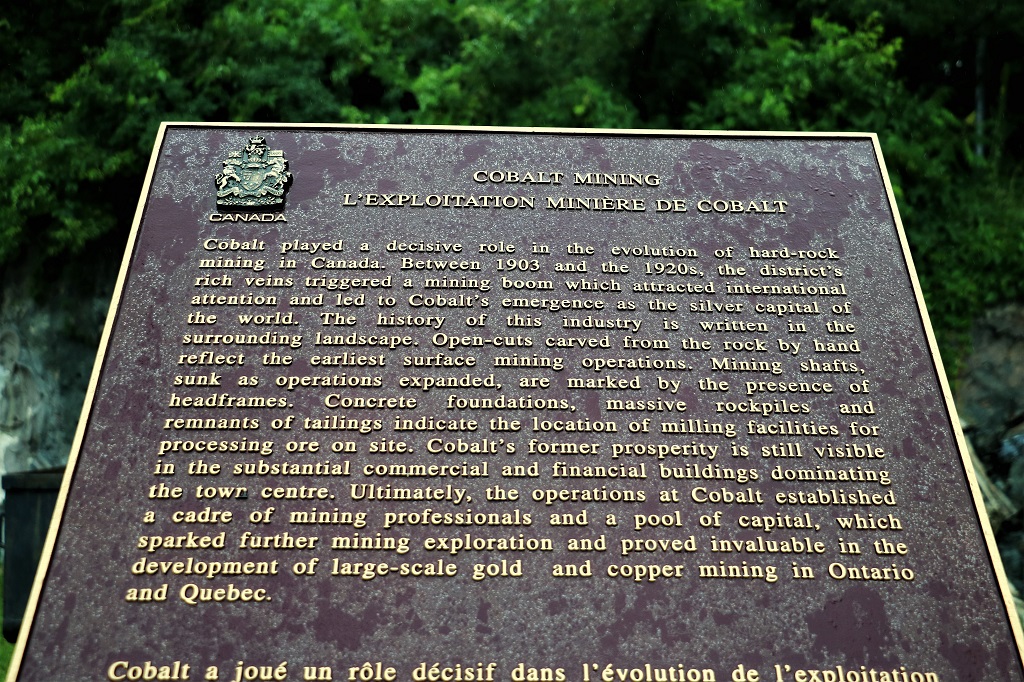 CANADA
COBALT MINING
L'EXPLOITATION MINIÈRE DE COBALT
Cobalt played a decisive role in the evolution of hard-rock
mining in Canada. Between 1903 and the 1920s, the district's
rich veins triggered a mining boom which attracted international
attention and led to Cobalt's emergence as the silver capital of
the world. The history of this industry is written in the
surrounding landscape. Open-cuts carved from the rock by hand
reflect the earliest surface mining operations. Mining shafts,
sunk as operations expanded, are marked by the presence of
headframes. Concrete foundations, massive rockpiles and
remnants of tailings indicate the location of milling facilities for
processing ore on site. Cobalt's former prosperity is still visible
in the substantial commercial and financial buildings dominating
the town centre. Ultimately, the operations at Cobalt established
a cadre of mining professionals and a pool of capital, which
sparked further mining exploration and proved invaluable in the
development of large-scale gold and copper mining in Ontario
and Quebec.
Cobalt a joué un rôle décisif dans l'évolution de l'exploitation